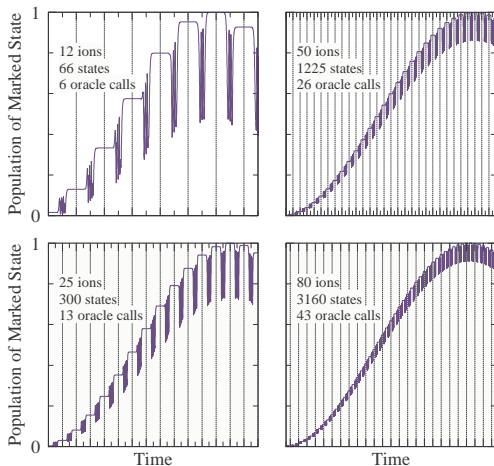 Population of Marked State
1
0
12 ions
66 states
6 oracle calls
50 ions
1225 states
26 oracle calls
Population of Marked State
1
0
25 ions
300 states
13 oracle calls
80 ions
3160 states
43 oracle calls
Time
Time